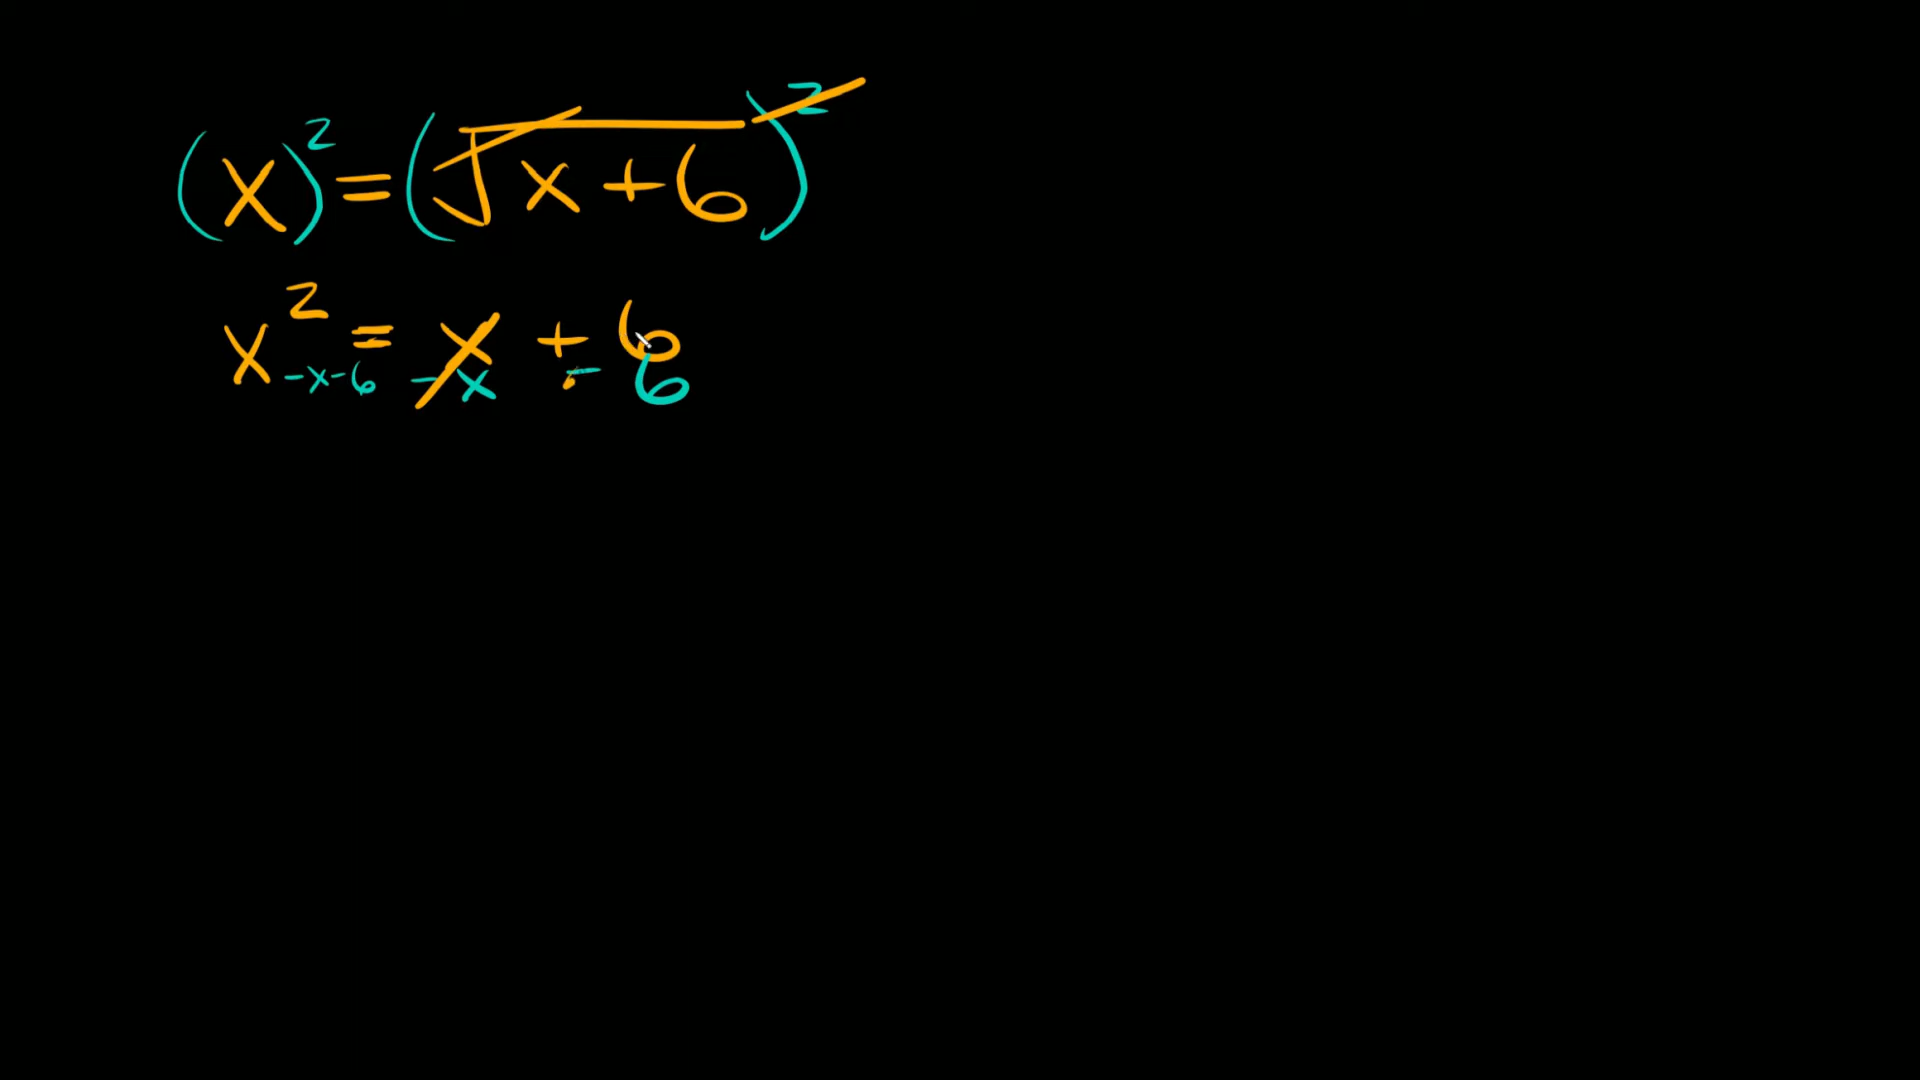 (x)² = (√x + 6)²
x² = x + 6
-x-6 -x - 6